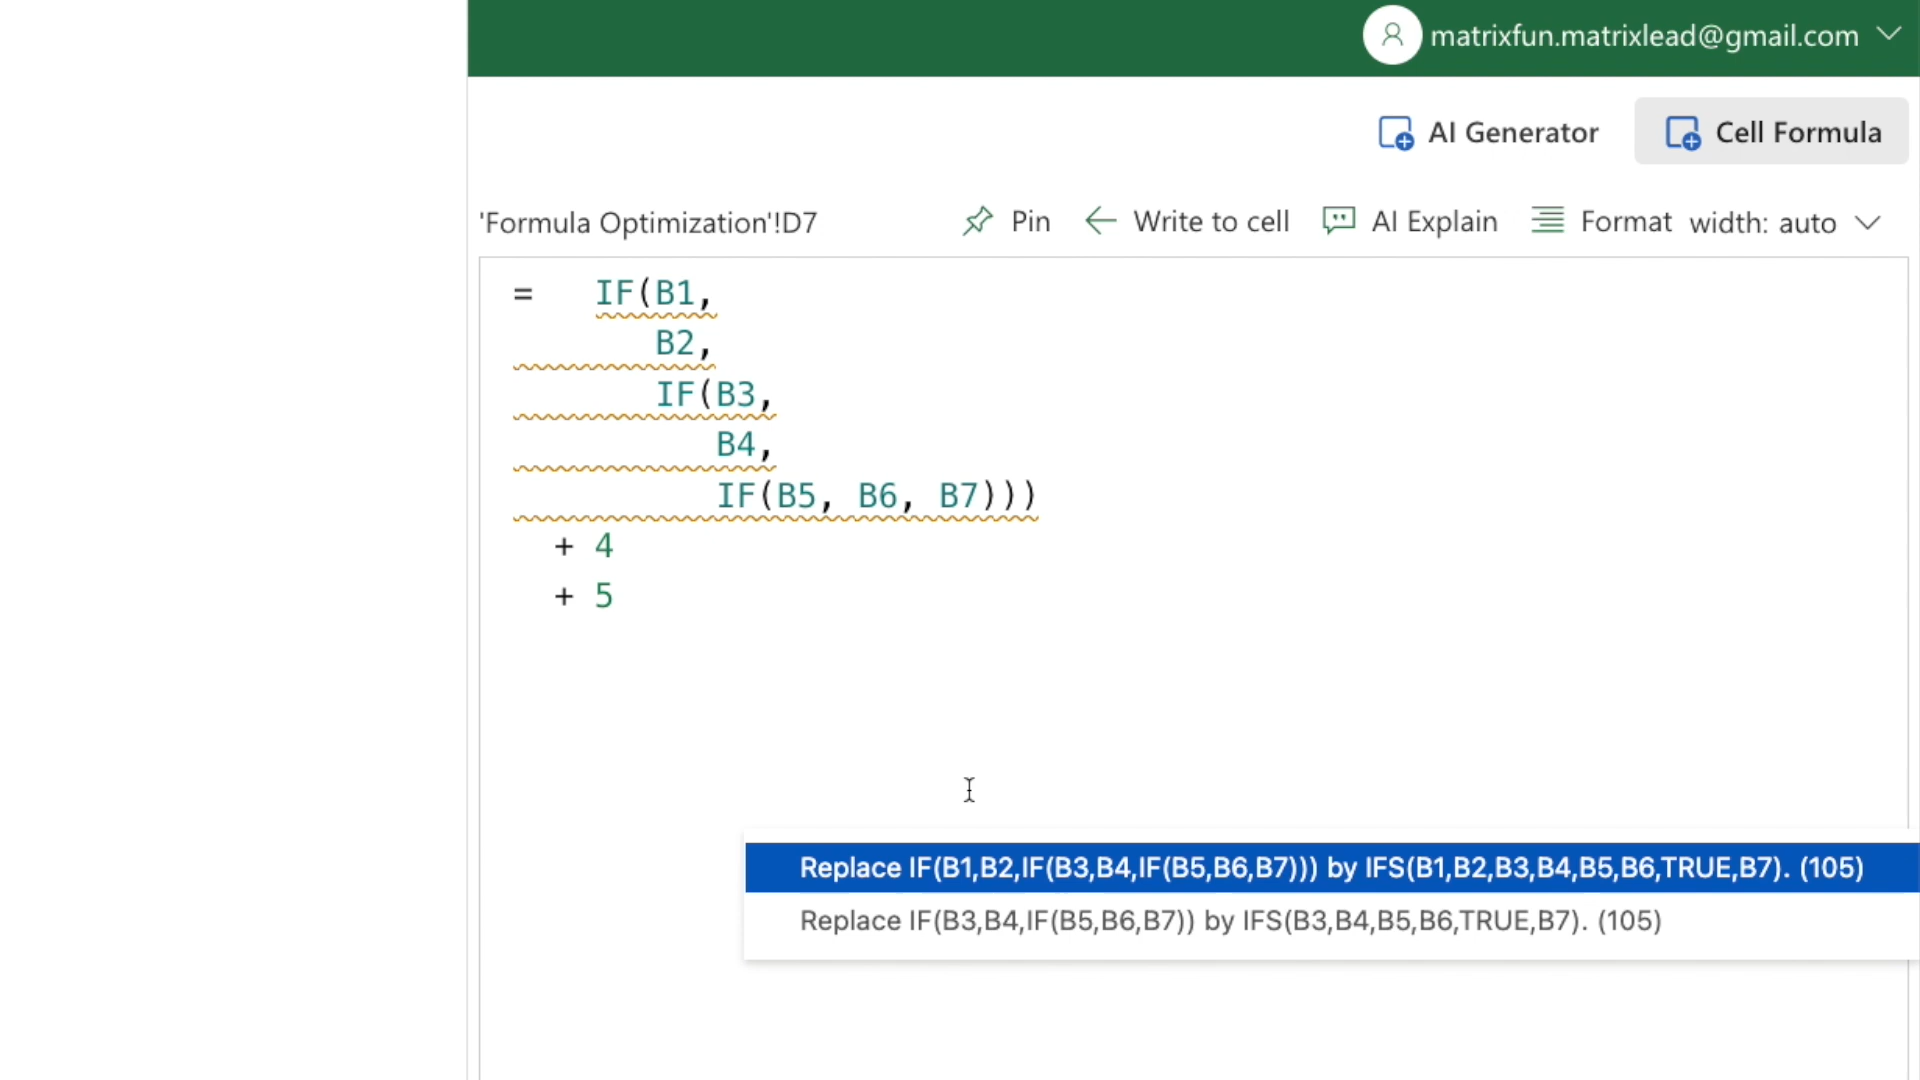 matrixfun.matrixlead@gmail.com
AI Generator Cell Formula
'Formula Optimization'!D7 Pin Write to cell AI Explain Format width: auto
= IF(B1,
B2,
IF(B3,
B4,
IF(B5, B6, B7)))
+ 4
+ 5
Replace IF(B1,B2,IF(B3,B4,IF(B5,B6,B7))) by IFS(B1,B2,B3,B4,B5,B6,TRUE,B7). (105)
Replace IF(B3,B4,IF(B5,B6,B7)) by IFS(B3,B4,B5,B6,TRUE,B7). (105)